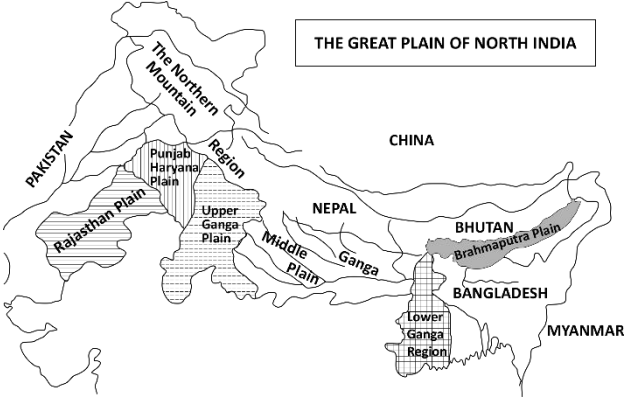 THE GREAT PLAIN OF NORTH INDIA
The Northern
Mountain
Region
PAKISTAN
CHINA
Punjab
Haryana
Plain
Rajasthan Plain
Upper
Ganga
Plain
NEPAL
Middle
Plain
Ganga
BHUTAN
Brahmaputra Plain
BANGLADESH
Lower
Ganga
Region
MYANMAR